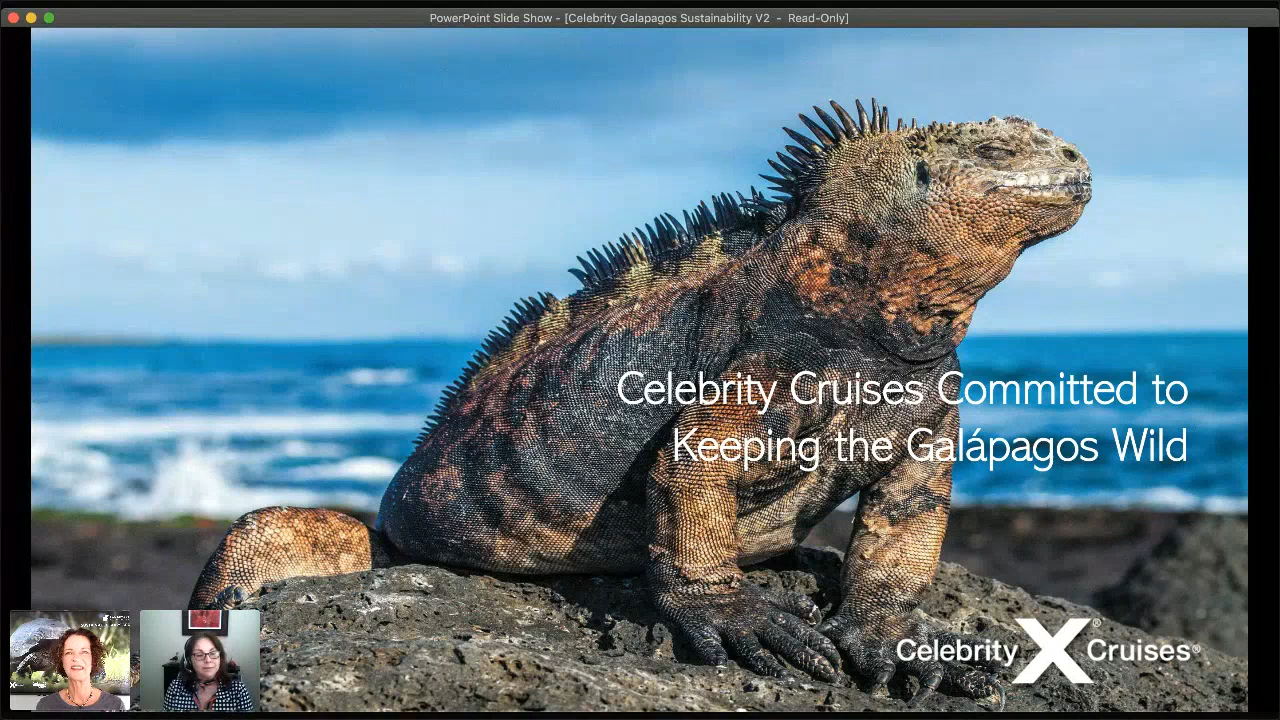 PowerPoint Slide Show - [Celebrity Galapagos Sustainability V2 - Read-Only]
Celebrity Cruises Committed to
Keeping the Galápagos Wild
Celebrity X Cruises®